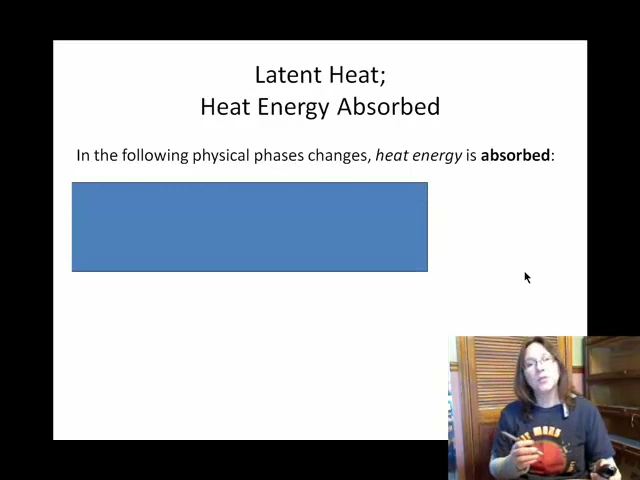 Latent Heat;
Heat Energy Absorbed
In the following physical phases changes, heat energy is absorbed: